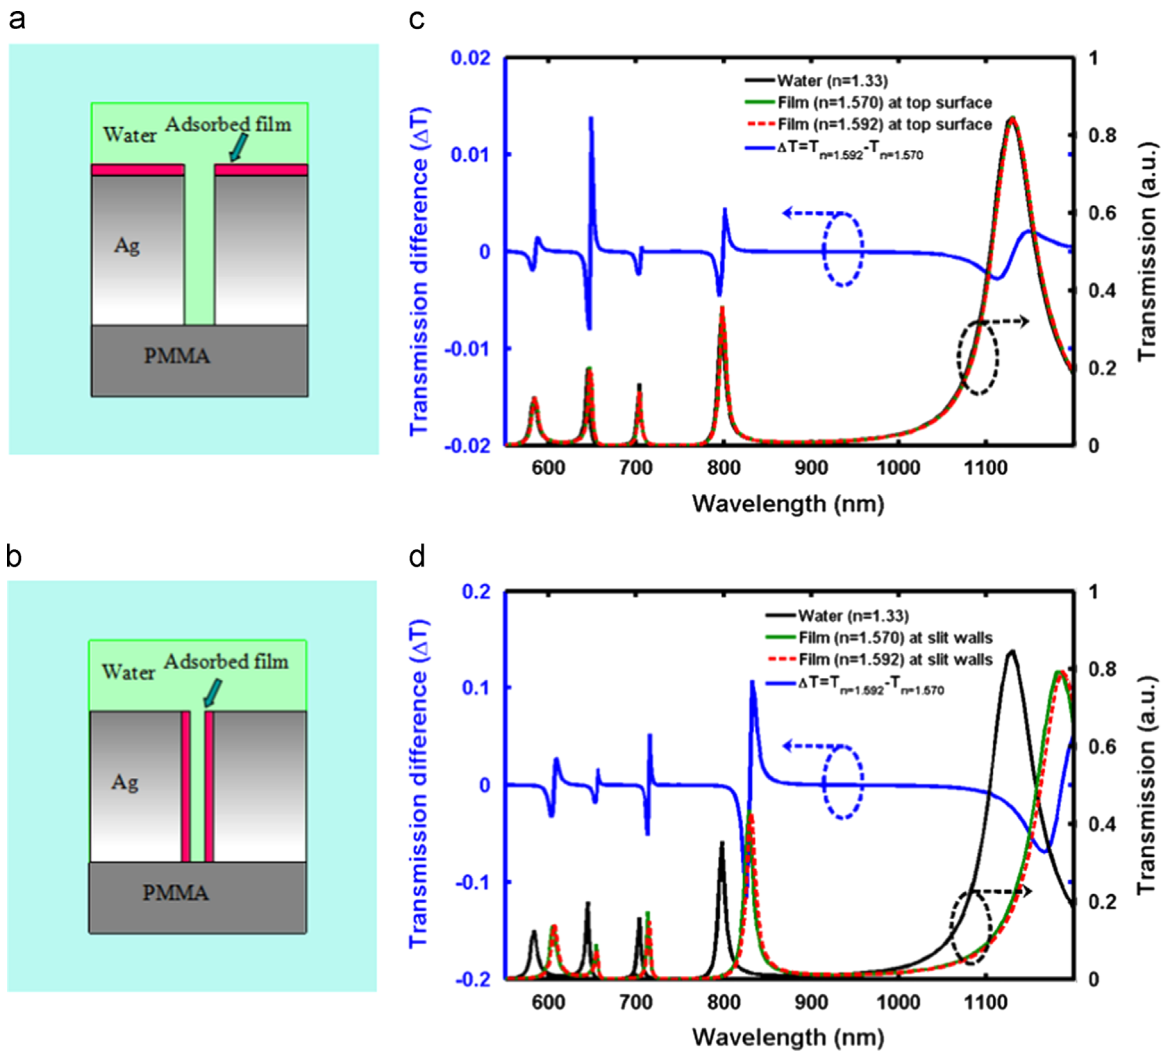 a
Water
Adsorbed film
Ag
PMMA
c
0.02
0.01
0
-0.01
-0.02
Transmission difference (ΔT)
Water (n=1.33)
Film (n=1.570) at top surface
Film (n=1.592) at top surface
ΔT=Tn=1.592-Tn=1.570
1
0.8
0.6
0.4
0.2
0
Transmission (a.u.)
600 700 800 900 1000 1100
Wavelength (nm)
b
Water
Adsorbed film
Ag
PMMA
d
0.2
0.1
0
-0.1
-0.2
Transmission difference (ΔT)
Water (n=1.33)
Film (n=1.570) at slit walls
Film (n=1.592) at slit walls
ΔT=Tn=1.592-Tn=1.570
1
0.8
0.6
0.4
0.2
0
Transmission (a.u.)
600 700 800 900 1000 1100
Wavelength (nm)